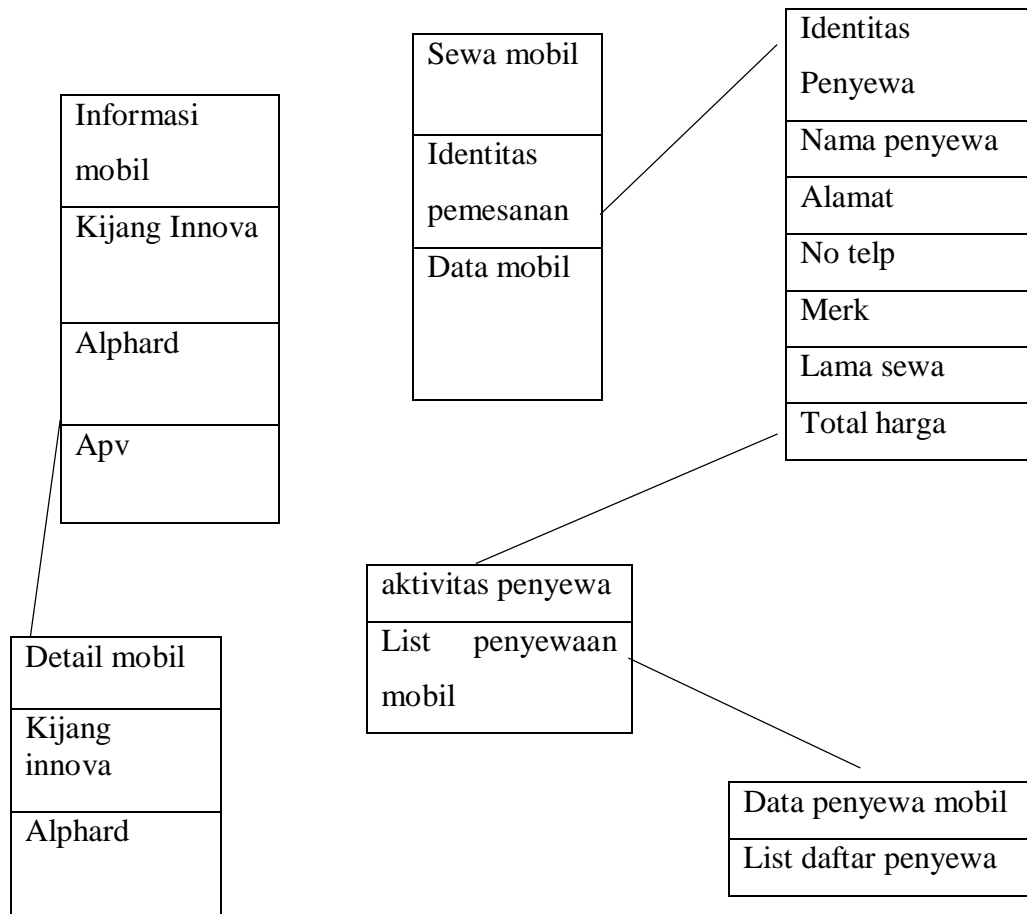 Informasi
mobil
Kijang Innova
Alphard
Apv
Sewa mobil
Identitas
pemesanan
Data mobil
Identitas
Penyewa
Nama penyewa
Alamat
No telp
Merk
Lama sewa
Total harga
aktivitas penyewa
List penyewaan
mobil
Detail mobil
Kijang
innova
Alphard
Data penyewa mobil
List daftar penyewa